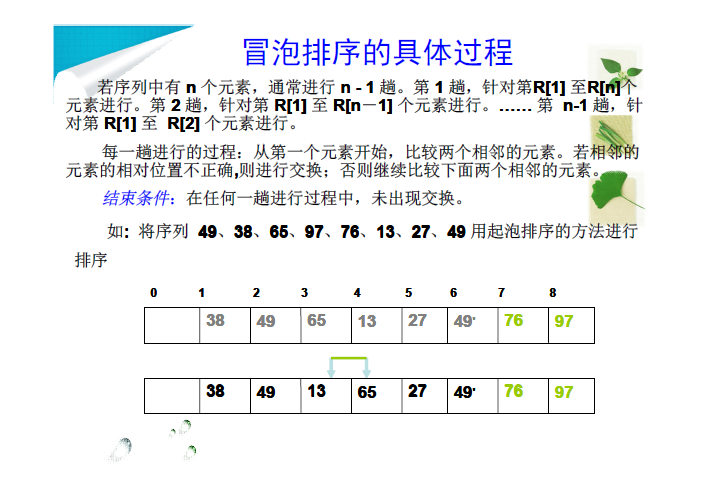 冒泡排序的具体过程
若序列中有 n 个元素，通常进行 n - 1 趟。第 1 趟，针对第R[1] 至R[n]个
元素进行。第 2 趟，针对第 R[1] 至 R[n－1] 个元素进行。…… 第 n-1 趟，针
对第 R[1] 至 R[2] 个元素进行。
每一趟进行的过程：从第一个元素开始，比较两个相邻的元素。若相邻的
元素的相对位置不正确,则进行交换；否则继续比较下面两个相邻的元素。
结束条件：在任何一趟进行过程中，未出现交换。
如: 将序列 49、38、65、97、76、13、27、49 用起泡排序的方法进行
排序
0 1 2 3 4 5 6 7 8
38 49 65 13 27 49· 76 97
38 49 13 65 27 49· 76 97